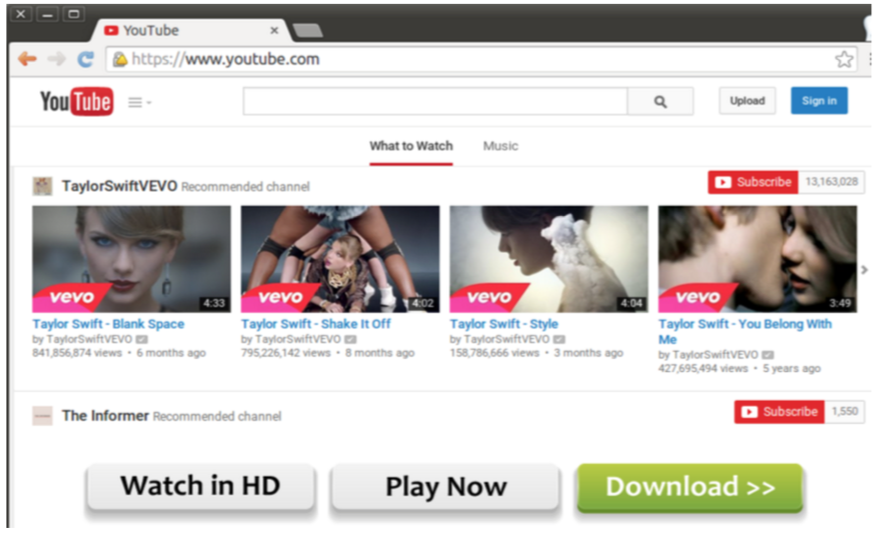 YouTube
https://www.youtube.com
YouTube
Upload
Sign in
What to Watch
Music
TaylorSwiftVEVO Recommended channel
Subscribe 13,163,028
vevo 4:33
vevo 4:02
vevo 4:04
vevo 3:49
Taylor Swift - Blank Space
by TaylorSwiftVEVO
841,856,874 views • 6 months ago
Taylor Swift - Shake It Off
by TaylorSwiftVEVO
795,226,142 views • 8 months ago
Taylor Swift - Style
by TaylorSwiftVEVO
158,786,666 views • 3 months ago
Taylor Swift - You Belong With
Me
by TaylorSwiftVEVO
427,695,494 views • 5 years ago
The Informer Recommended channel
Subscribe 1,550
Watch in HD
Play Now
Download >>